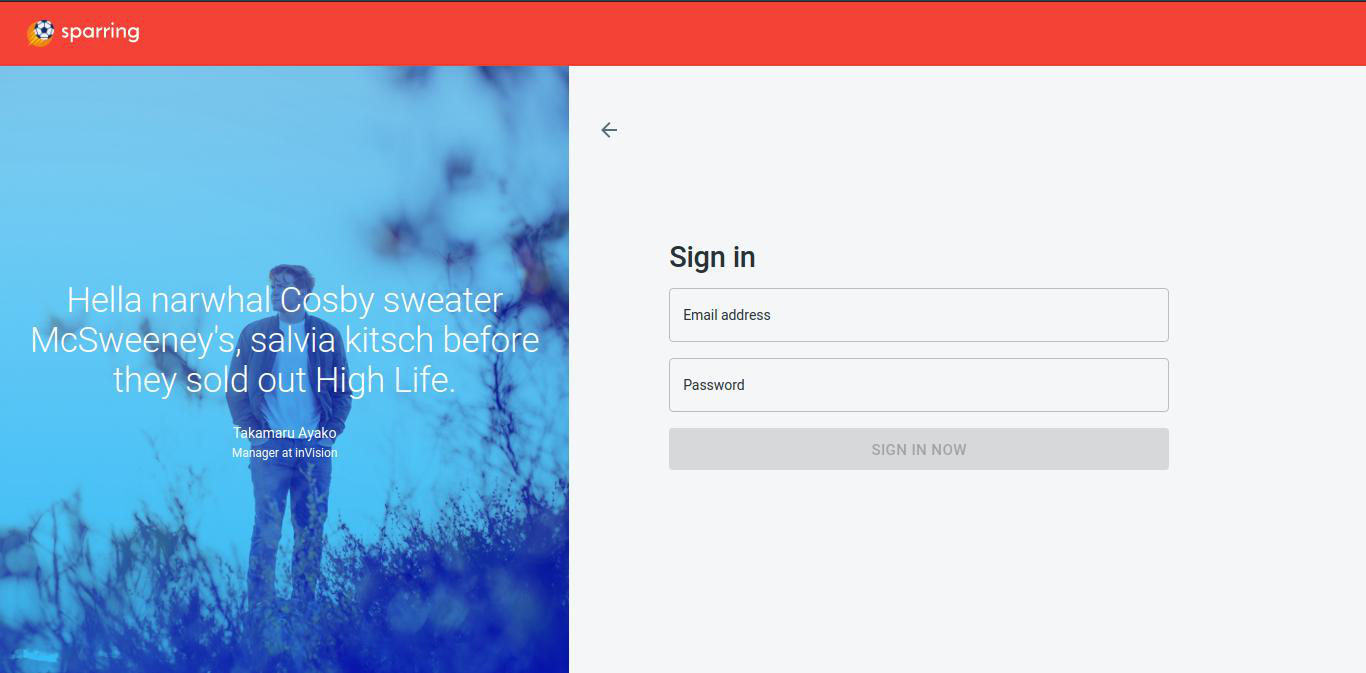 sparring
Hella narwhal Cosby sweater
McSweeney's, salvia kitsch before
they sold out High Life.
Takamaru Ayako
Manager at inVision
Sign in
Email address
Password
SIGN IN NOW